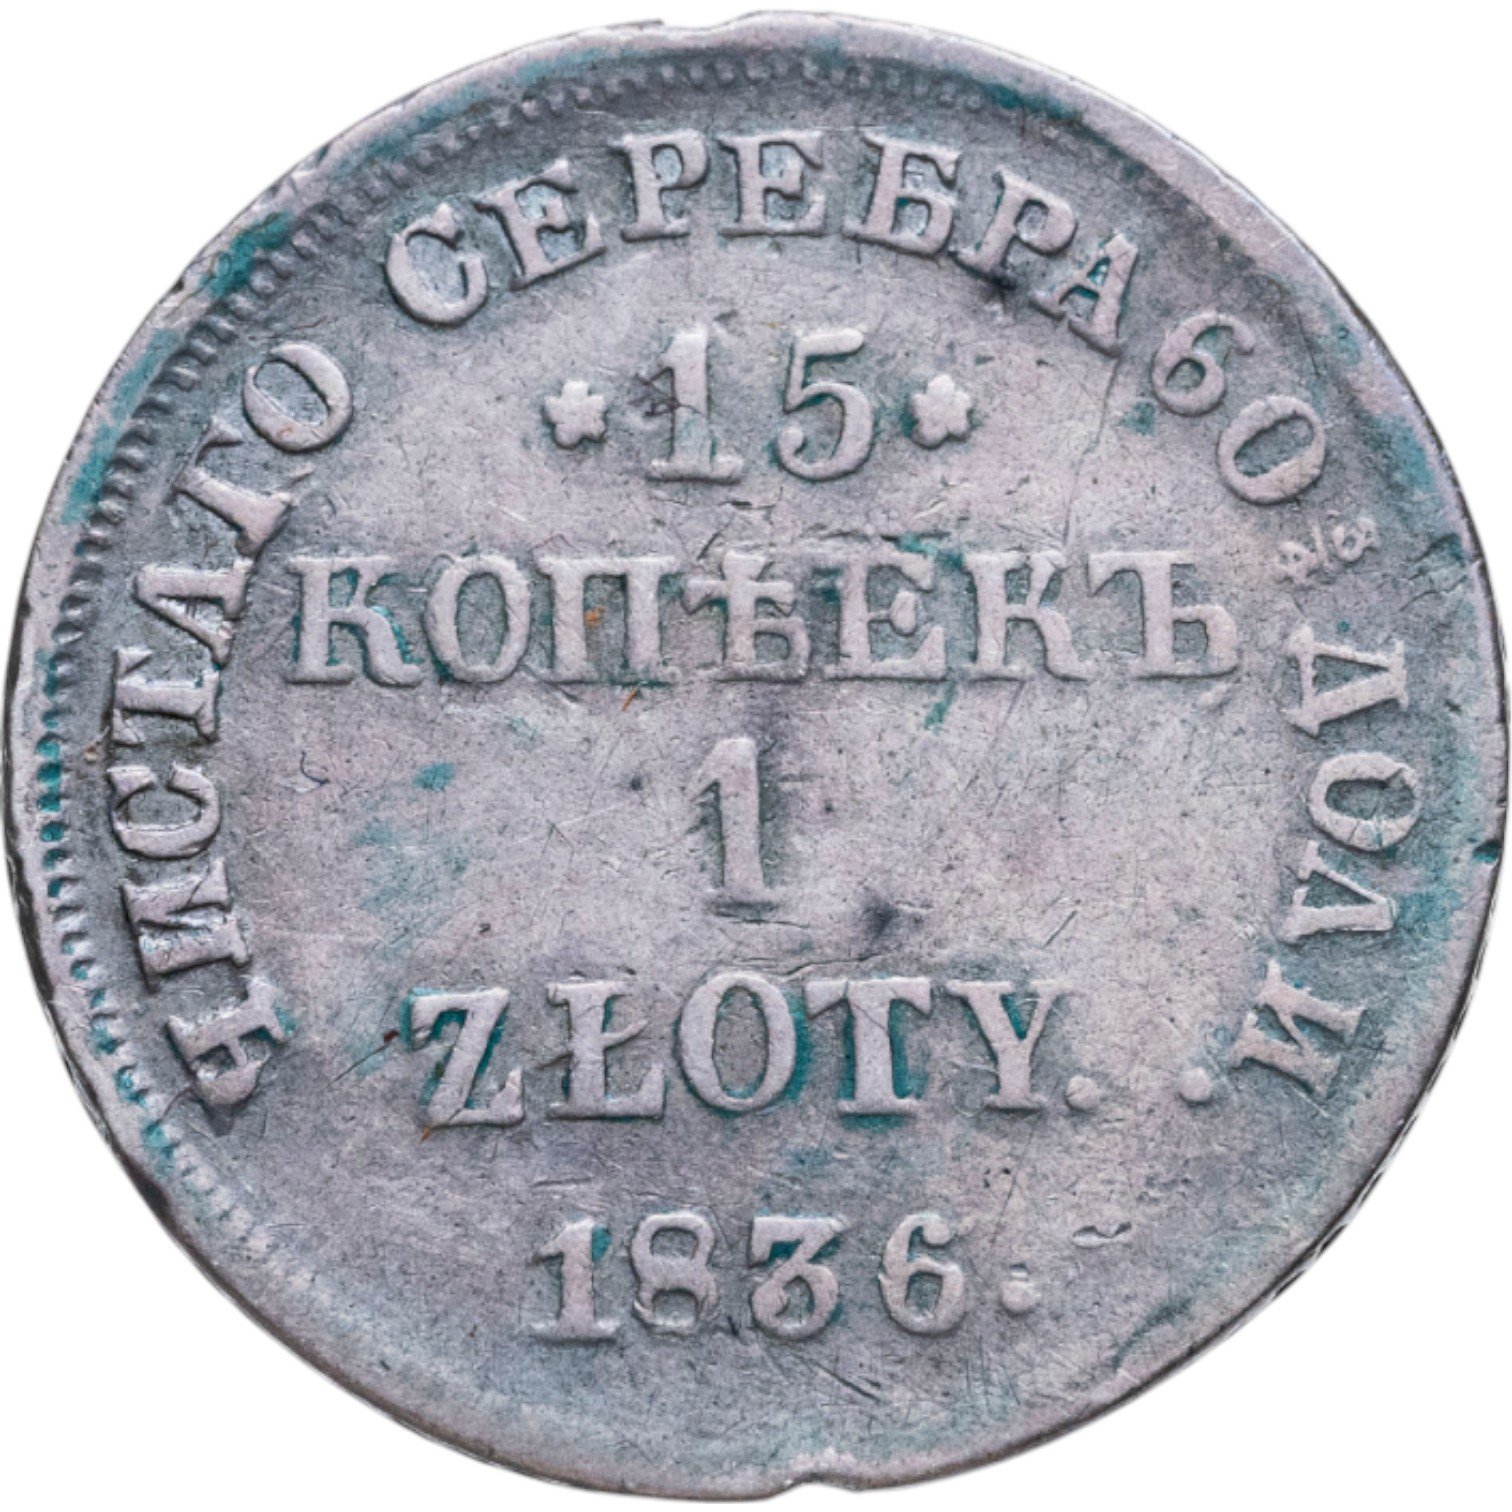 ЧИСТАГО СЕРЕБРА 60 ДОЛИ.
* 15 *
КОПѢЕКЪ
1
ZŁOTY.
1836.